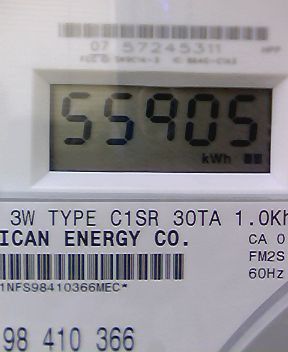 07 57245311
55905
kWh
3W TYPE C1SR 30TA 1.0Kh
ICAN ENERGY CO.
CA 0
FM2S
60Hz
1NFS98410366MEC*
98 410 366